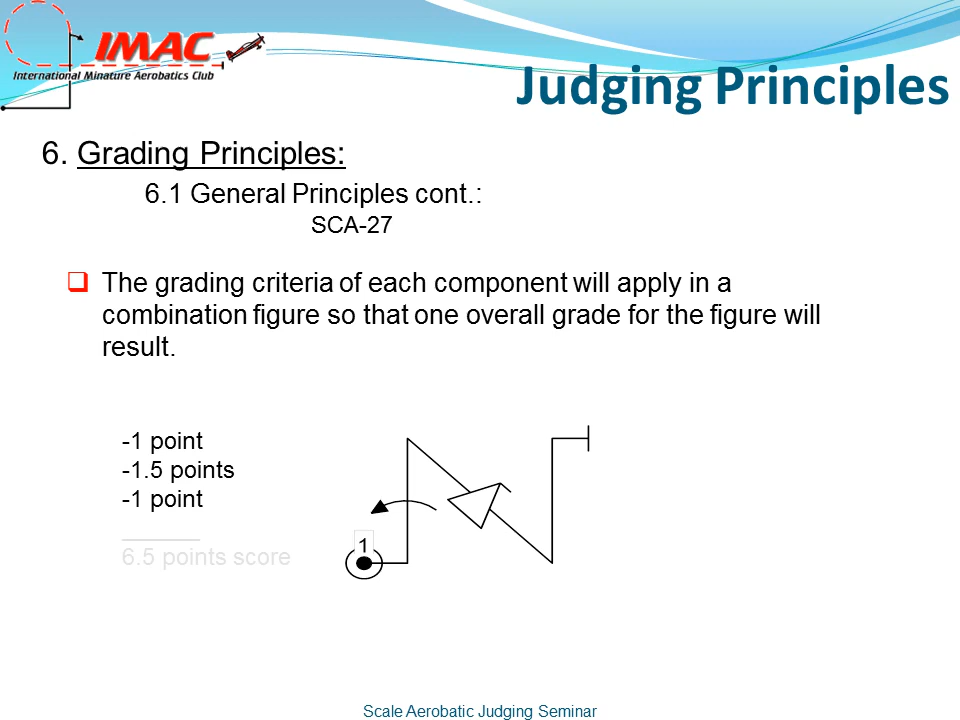 IMAC
International Minature Aerobatics Club
Judging Principles
6. Grading Principles:
6.1 General Principles cont.:
SCA-27
The grading criteria of each component will apply in a
combination figure so that one overall grade for the figure will
result.
-1 point
-1.5 points
-1 point
______
6.5 points score
1
Scale Aerobatic Judging Seminar